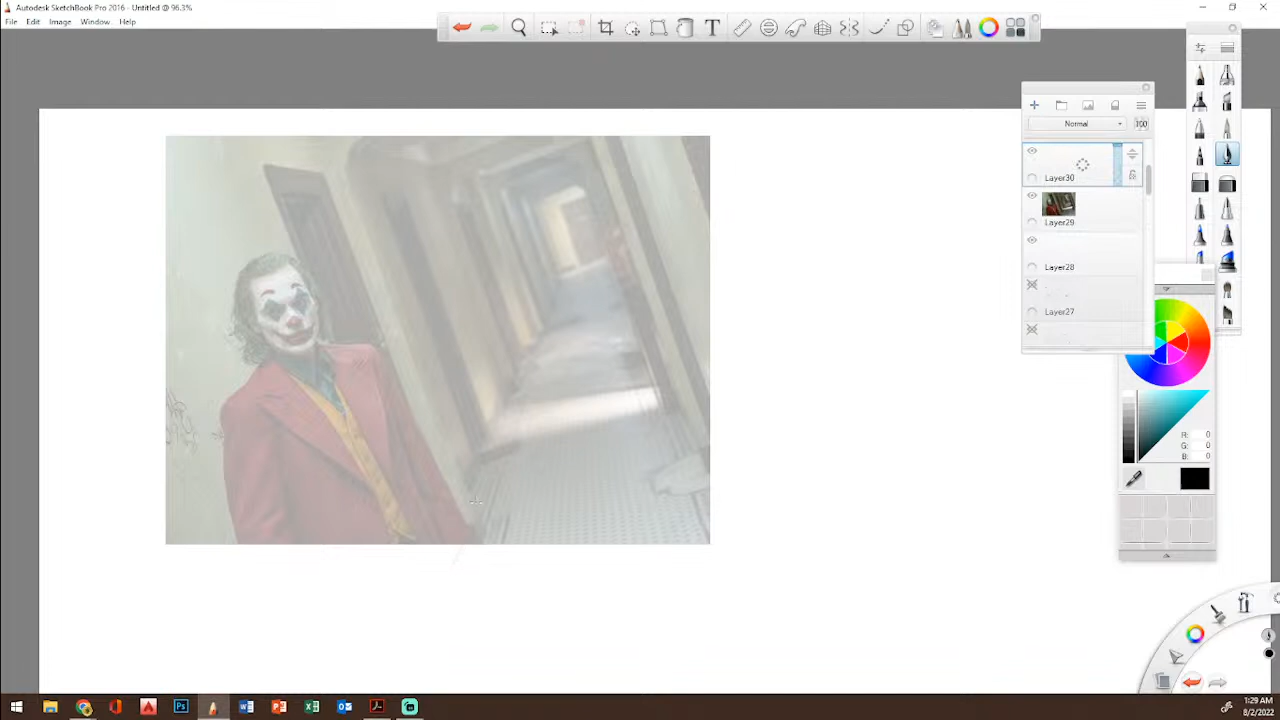 Autodesk SketchBook Pro 2016 - Untitled @ 96.3%
File Edit Image Window Help
T
Normal 100
Layer30
Layer29
Layer28
Layer27
R: 0
G: 0
B: 0
Ps
1:29 AM
8/2/2022